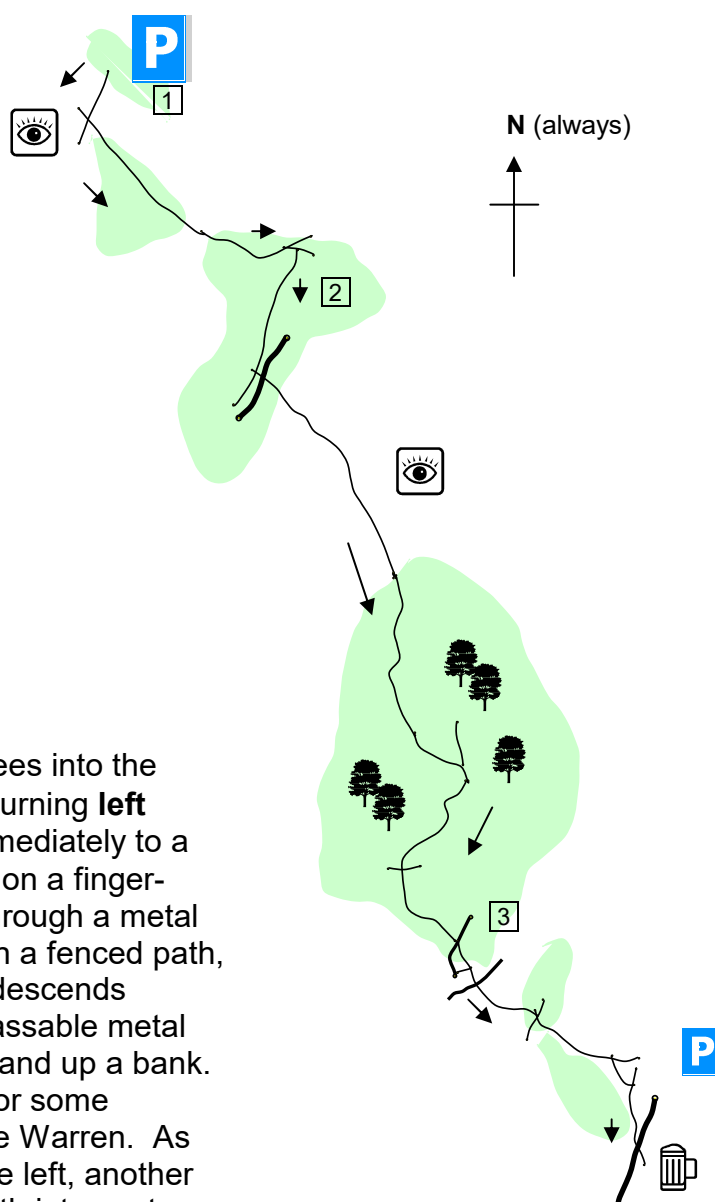 P
1
N (always)
2
ees into the
urning left
mediately to a
on a finger-
hrough a metal
n a fenced path,
descends
assable metal
and up a bank.
or some
e Warren. As
e left, another
3
P